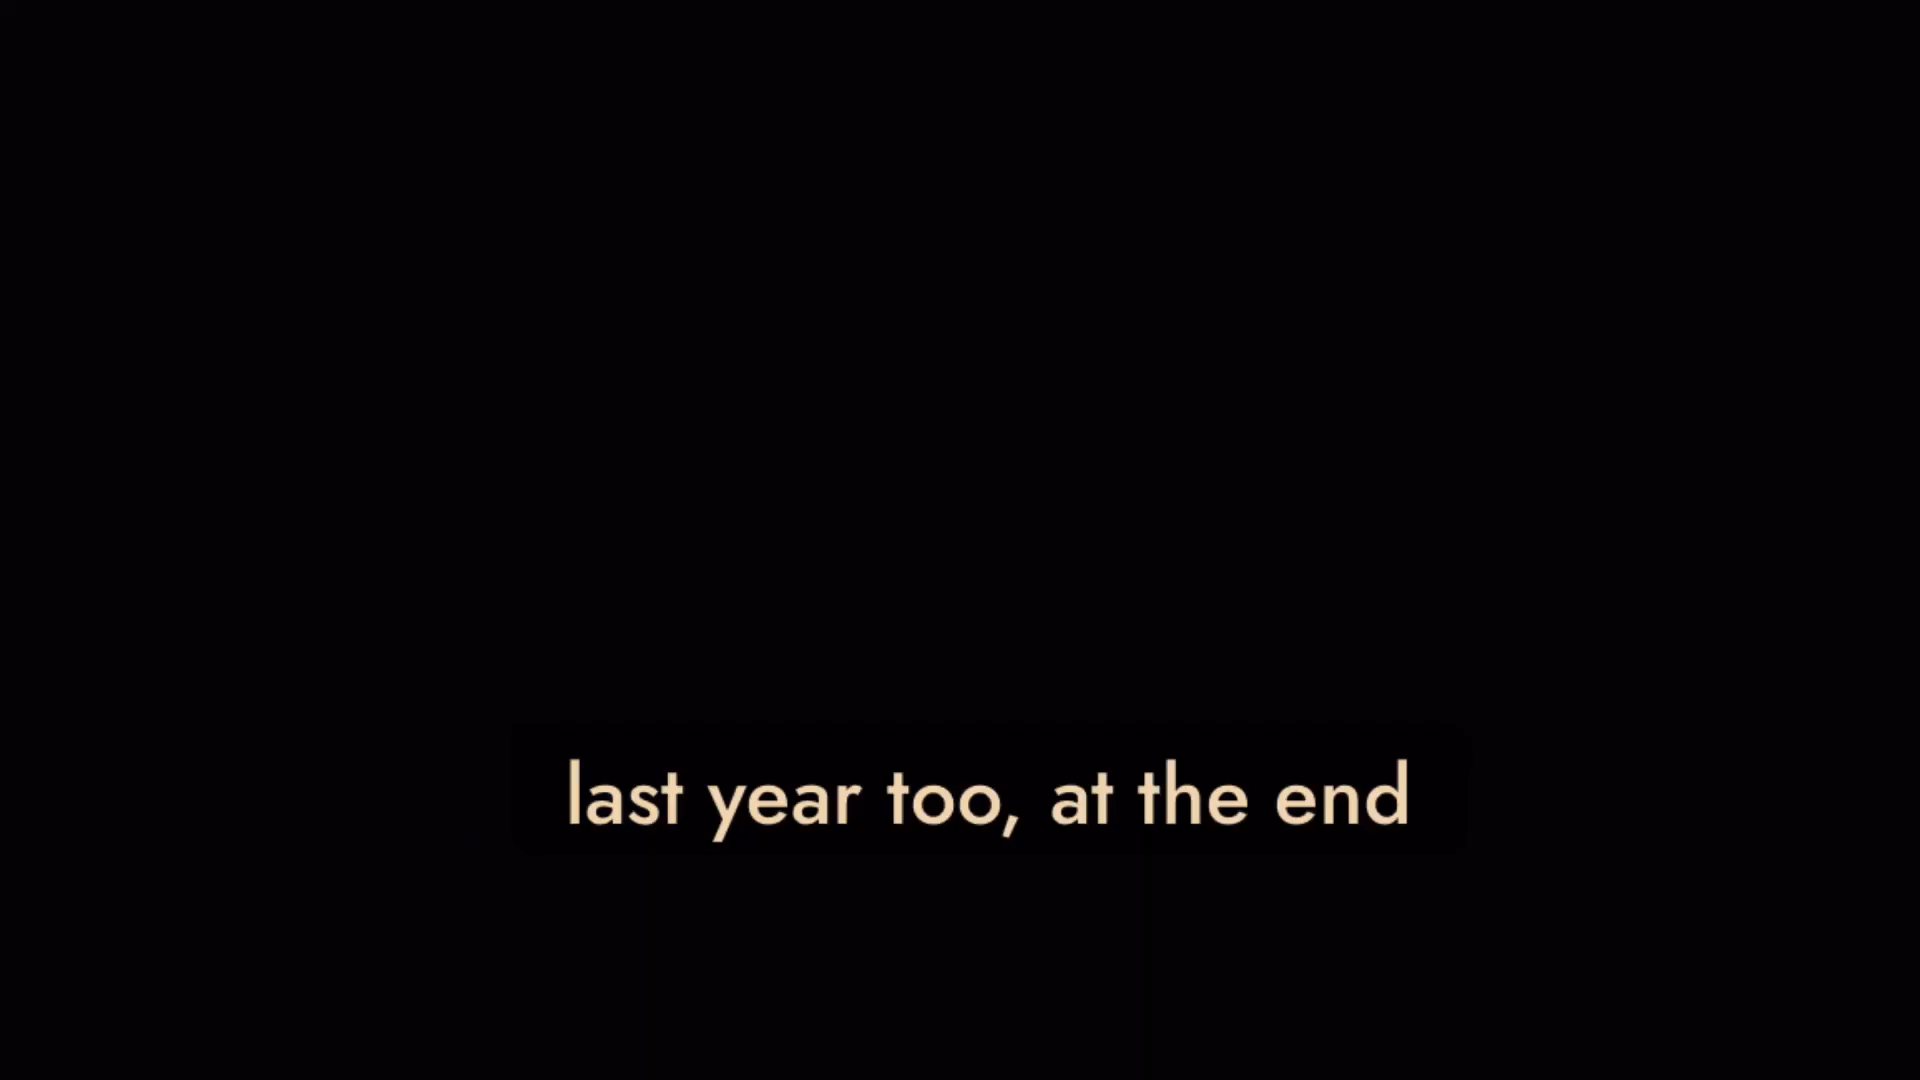 last year too, at the end